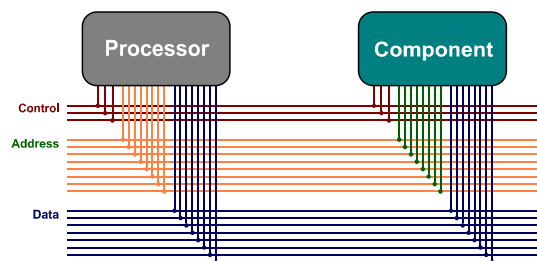 Processor
Component
Control
Address
Data